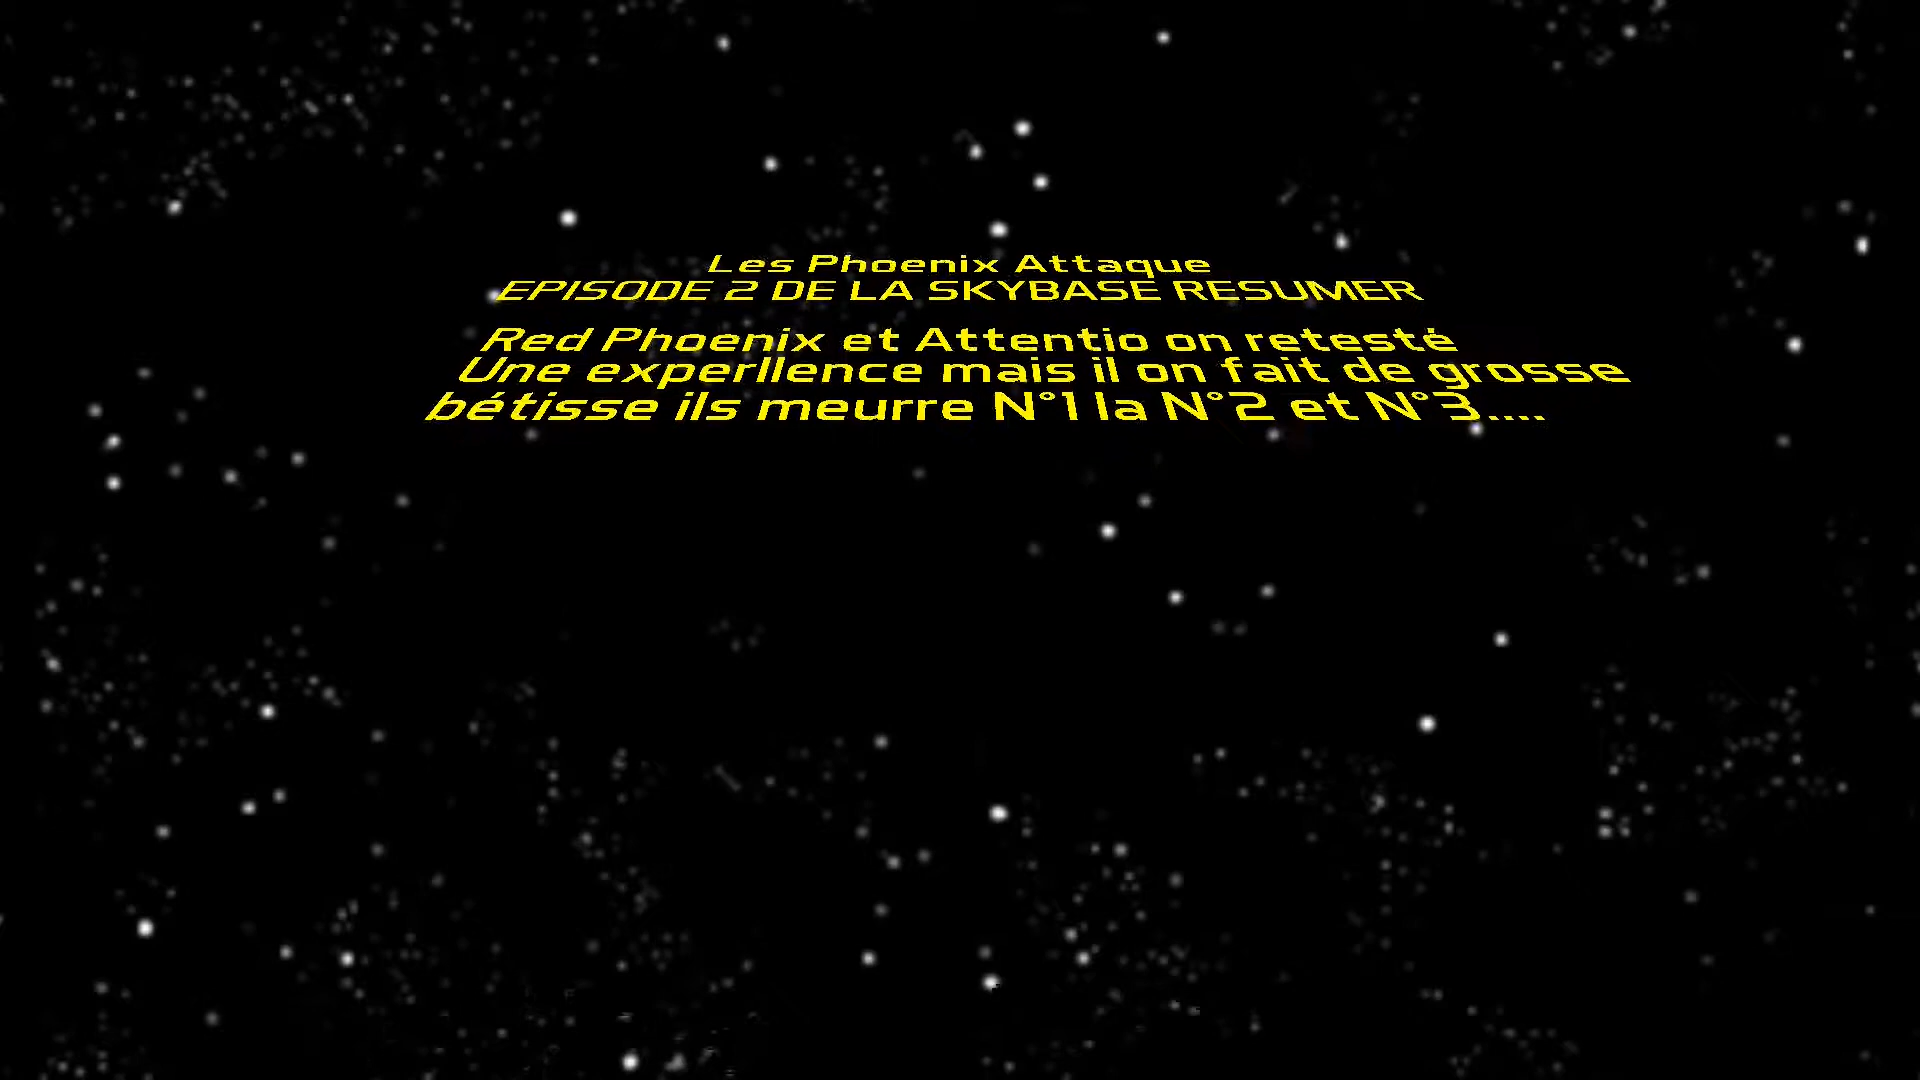 Les Phoenix Attaque
EPISODE 2 DE LA SKYBASE RESUMER
Red Phoenix et Attentio on retesté
Une experllence mais il on fait de grosse
bétisse ils meurre N°1 la N°2 et N°3....